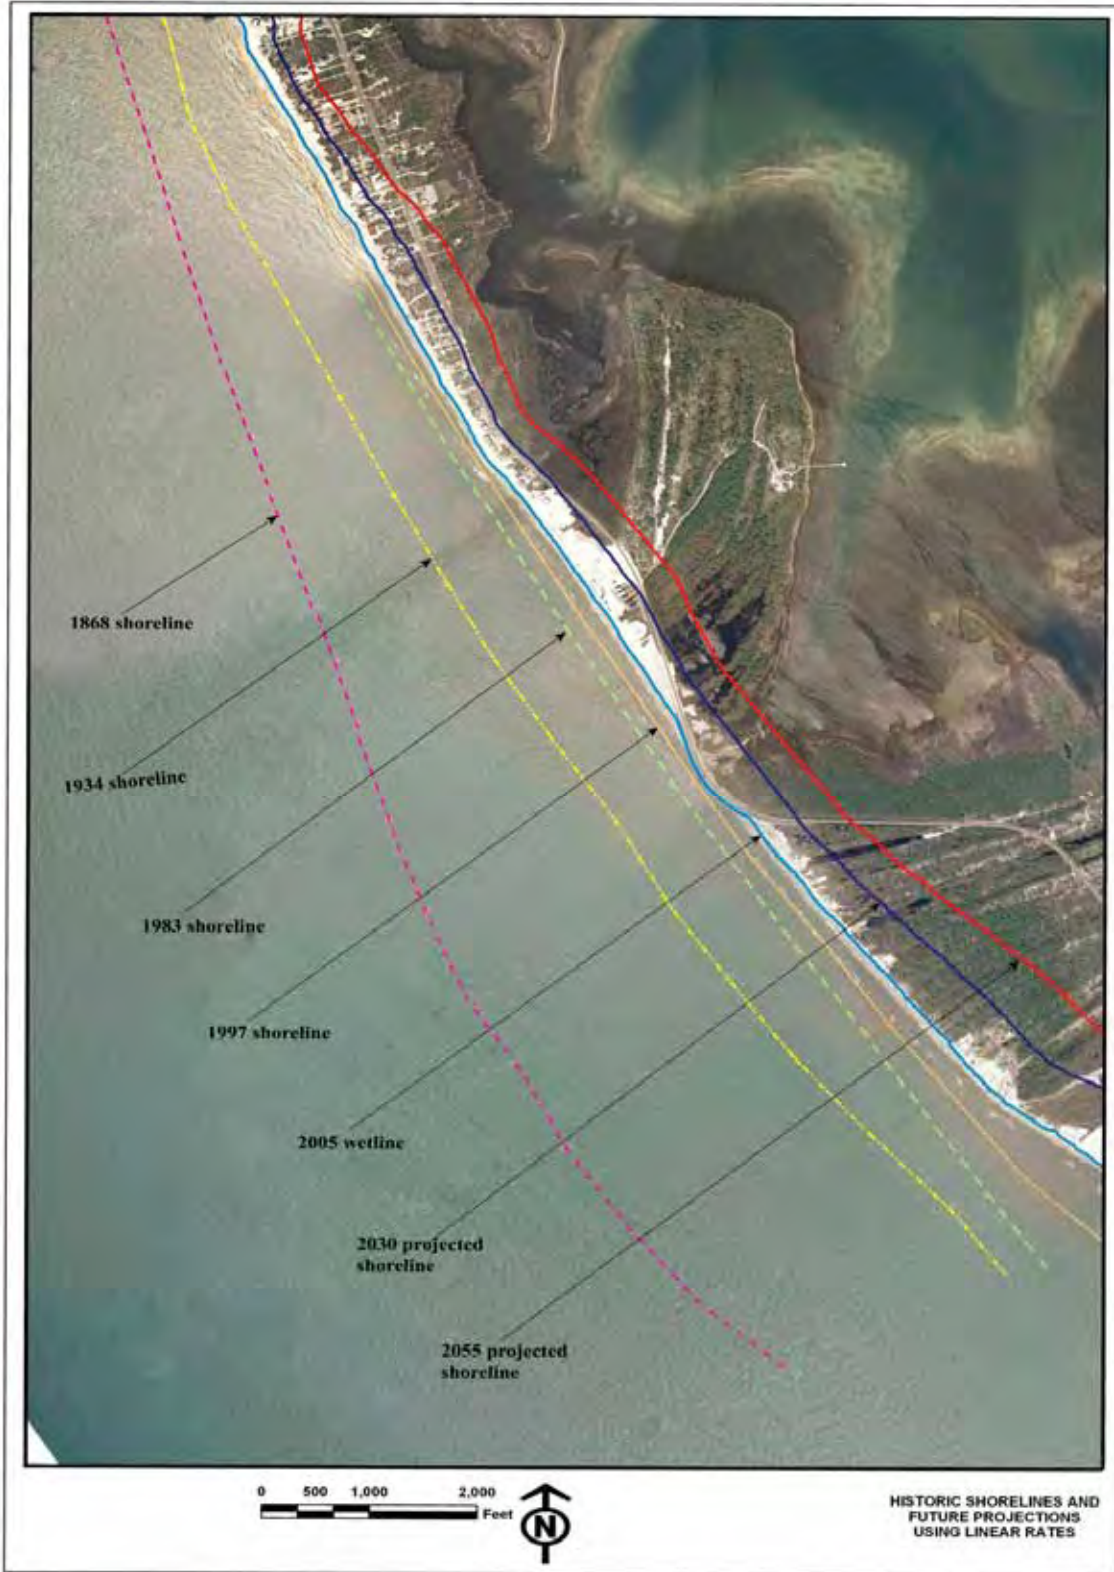 1868 shoreline
1934 shoreline
1983 shoreline
1997 shoreline
2005 wetline
2030 projected
shoreline
2055 projected
shoreline
0 500 1,000 2,000
Feet
N
HISTORIC SHORELINES AND
FUTURE PROJECTIONS
USING LINEAR RATES